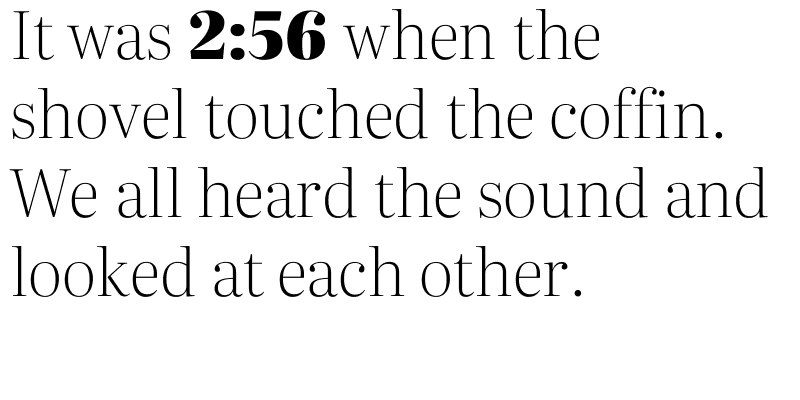 It was 2:56 when the
shovel touched the coffin.
We all heard the sound and
looked at each other.